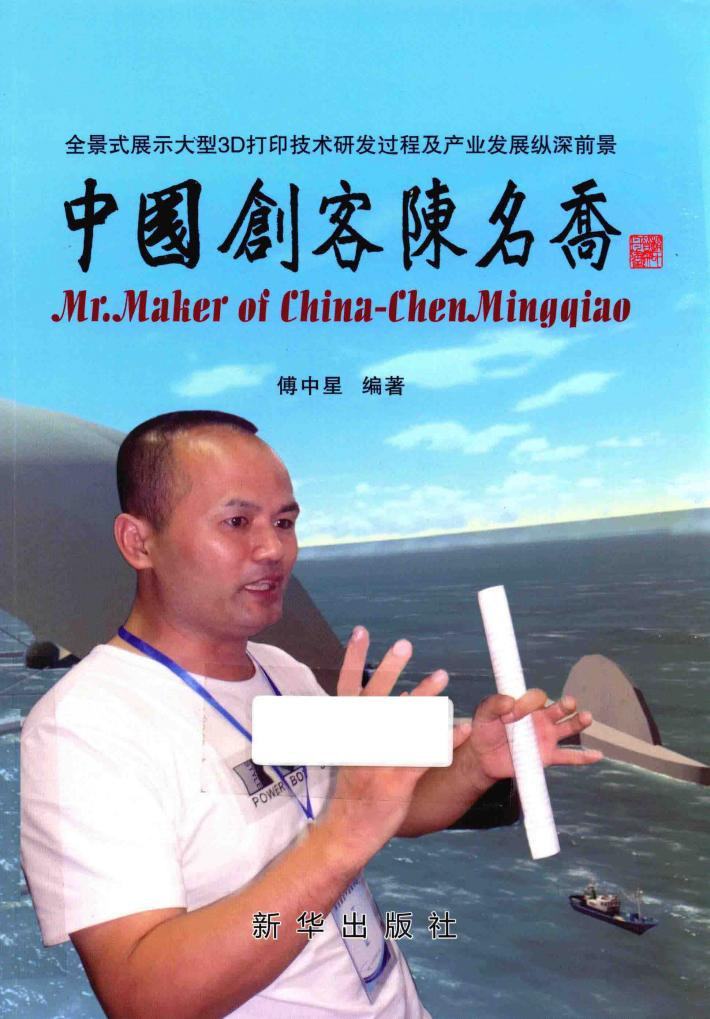 全景式展示大型3D打印技术研发过程及产业发展纵深前景
中國創客陳名喬
Mr.Maker of China-ChenMingqiao
傅中星 编著
POWER BO
新华出版社